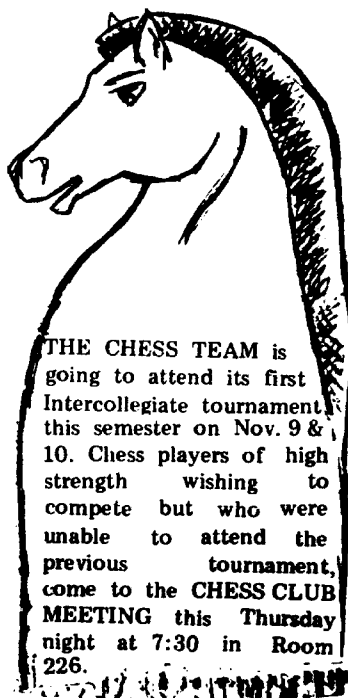 THE CHESS TEAM is
going to attend its first
Intercollegiate tournament
this semester on Nov. 9 &
10. Chess players of high
strength wishing to
compete but who were
unable to attend the
previous tournament,
come to the CHESS CLUB
MEETING this Thursday
night at 7:30 in Room
226.